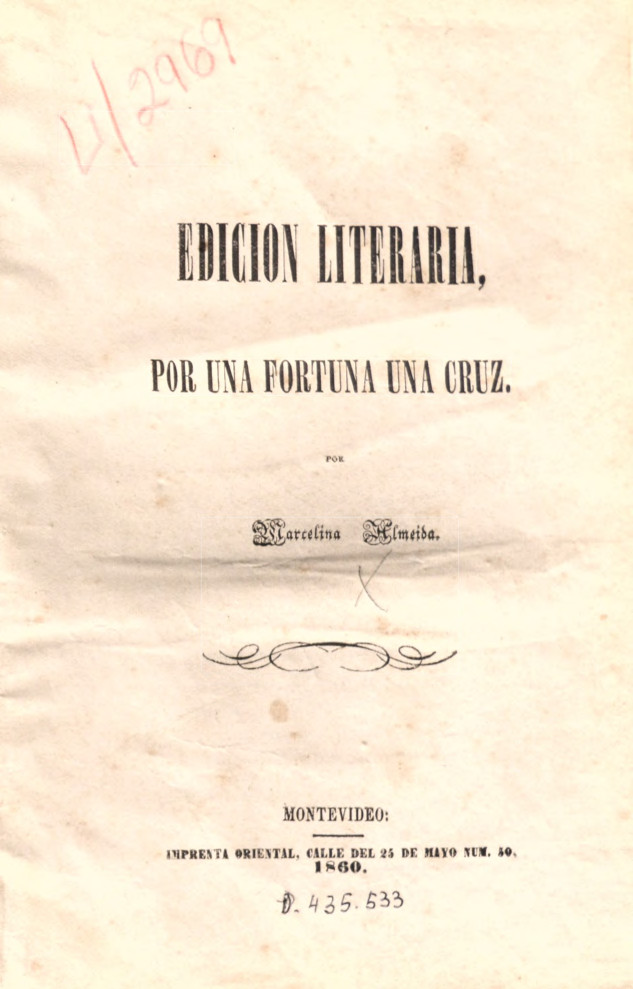 LI/2969
EDICION LITERARIA,
POR UNA FORTUNA UNA CRUZ.
POR
Marcelina Almeida.
MONTEVIDEO:
IMPRENTA ORIENTAL, CALLE DEL 25 DE MAYO NUM. 50.
1860.
D. 435.533